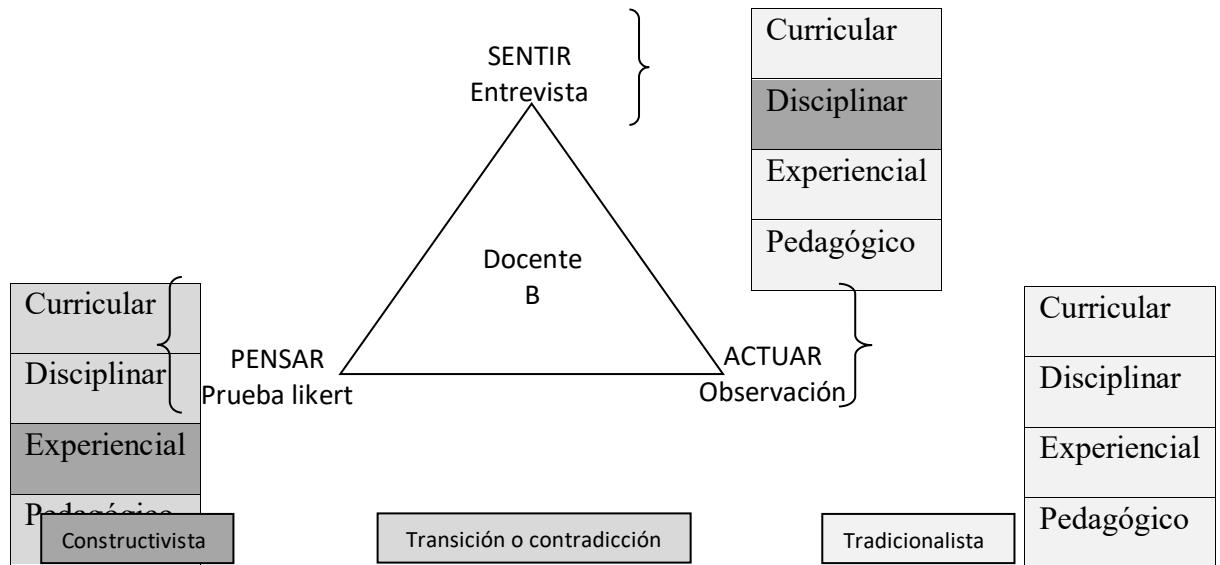 SENTIR
Entrevista
Curricular
Disciplinar
Experiencial
Pedagógico
Docente
B
Curricular
Disciplinar
Experiencial
Pedagógico
PENSAR
Prueba likert
ACTUAR
Observación
Curricular
Disciplinar
Experiencial
Pedagógico
Constructivista
Transición o contradicción
Tradicionalista